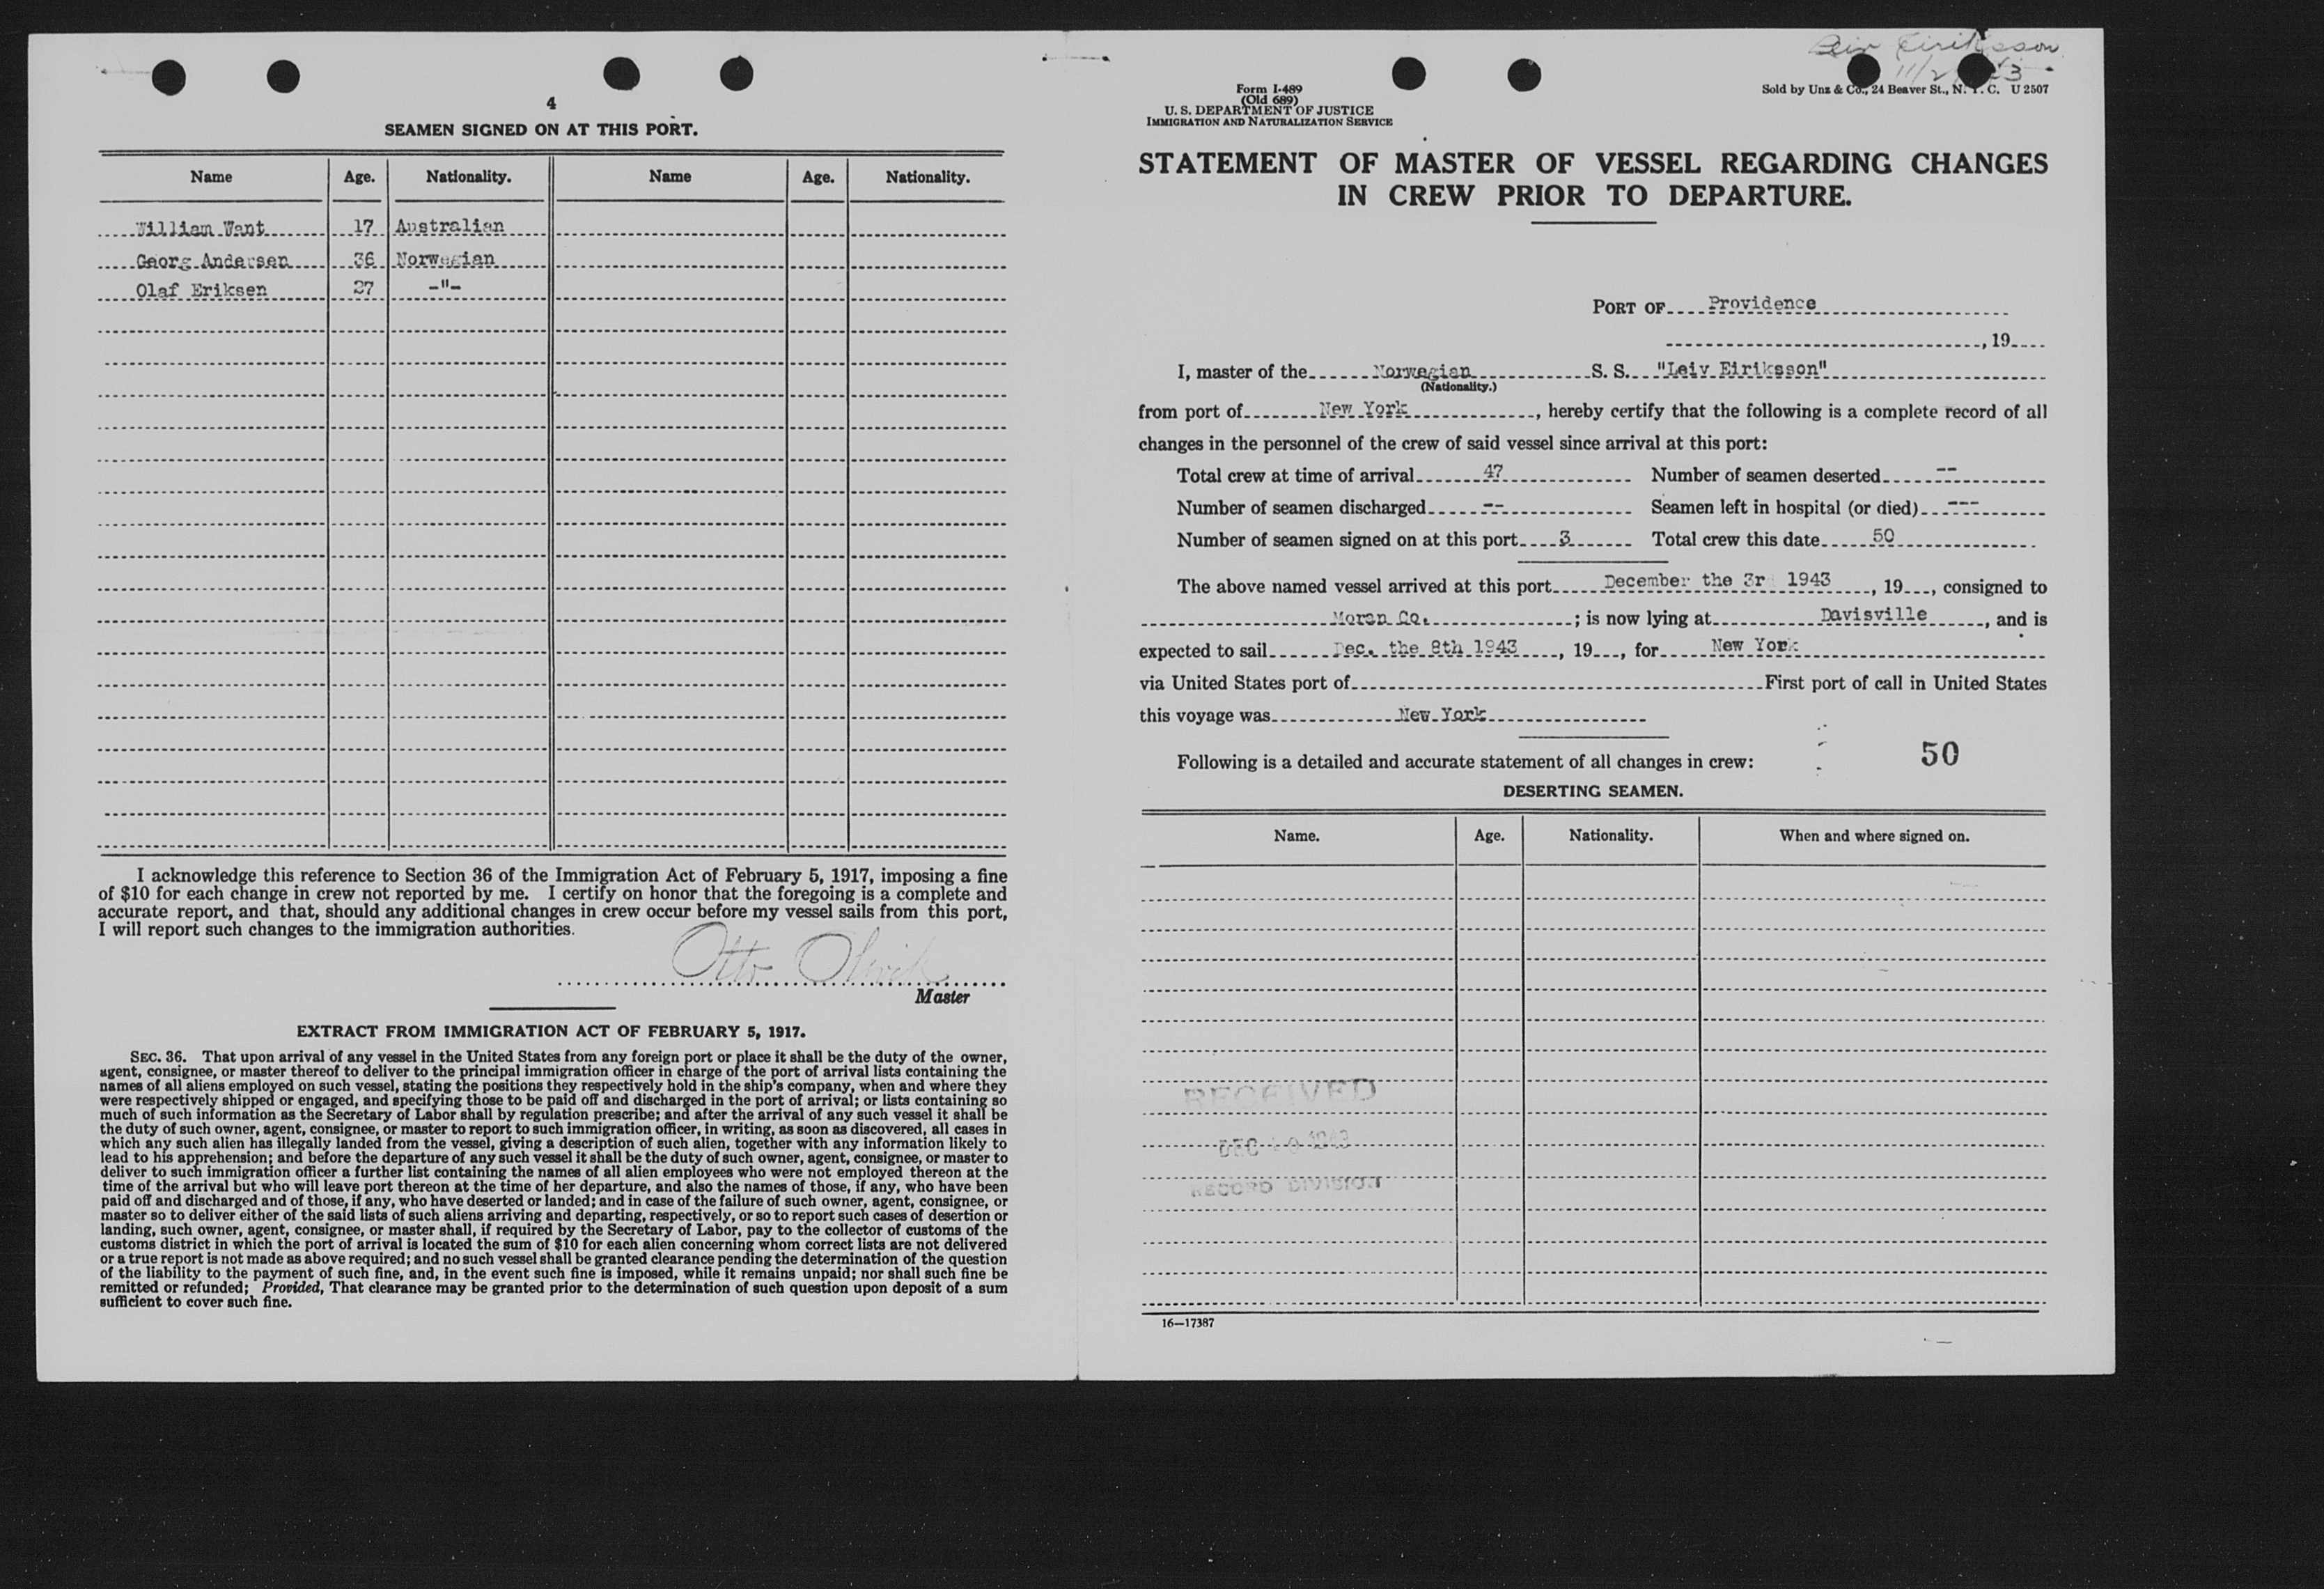 4
SEAMEN SIGNED ON AT THIS PORT.
Name Age. Nationality. Name Age. Nationality.
William Want 17 Australian
Georg Andersen 36 Norwegian
Olaf Eriksen 27 -"-
I acknowledge this reference to Section 36 of the Immigration Act of February 5, 1917, imposing a fine
of $10 for each change in crew not reported by me. I certify on honor that the foregoing is a complete and
accurate report, and that, should any additional changes in crew occur before my vessel sails from this port,
I will report such changes to the immigration authorities.
Otto
Master
EXTRACT FROM IMMIGRATION ACT OF FEBRUARY 5, 1917.
SEC. 36. That upon arrival of any vessel in the United States from any foreign port or place it shall be the duty of the owner,
agent, consignee, or master thereof to deliver to the principal immigration officer in charge of the port of arrival lists containing the
names of all aliens employed on such vessel, stating the positions they respectively hold in the ship's company, when and where they
were respectively shipped or engaged, and specifying those to be paid off and discharged in the port of arrival; or lists containing so
much of such information as the Secretary of Labor shall by regulation prescribe; and after the arrival of any such vessel it shall be
the duty of such owner, agent, consignee, or master to report to such immigration officer, in writing, as soon as discovered, all cases in
which any such alien has illegally landed from the vessel, giving a description of such alien, together with any information likely to
lead to his apprehension; and before the departure of any such vessel it shall be the duty of such owner, agent, consignee, or master to
deliver to such immigration officer a further list containing the names of all alien employees who were not employed thereon at the
time of the arrival but who will leave port thereon at the time of her departure, and also the names of those, if any, who have been
paid off and discharged and of those, if any, who have deserted or landed; and in case of the failure of such owner, agent, consignee, or
master so to deliver either of the said lists of such aliens arriving and departing, respectively, or so to report such cases of desertion or
landing, such owner, agent, consignee, or master shall, if required by the Secretary of Labor, pay to the collector of customs of the
customs district in which the port of arrival is located the sum of $10 for each alien concerning whom correct lists are not delivered
or a true report is not made as above required; and no such vessel shall be granted clearance pending the determination of the question
of the liability to the payment of such fine, and, in the event such fine is imposed, while it remains unpaid; nor shall such fine be
remitted or refunded; Provided, That clearance may be granted prior to the determination of such question upon deposit of a sum
sufficient to cover such fine.
Eiriksson
Form I-489
(Old 689)
U. S. DEPARTMENT OF JUSTICE
IMMIGRATION AND NATURALIZATION SERVICE
Sold by Unz & Co., 24 Beaver St., N. Y. C. U 2507
STATEMENT OF MASTER OF VESSEL REGARDING CHANGES
IN CREW PRIOR TO DEPARTURE.
PORT OF Providence
, 19
I, master of the Norwegian S. S. "Leiv Eiriksson"
(Nationality.)
from port of New York, hereby certify that the following is a complete record of all
changes in the personnel of the crew of said vessel since arrival at this port:
Total crew at time of arrival 47 Number of seamen deserted --
Number of seamen discharged -- Seamen left in hospital (or died) ---
Number of seamen signed on at this port 3 Total crew this date 50
The above named vessel arrived at this port December the 3r 1943, 19, consigned to
Moran Co. ; is now lying at Davisville, and is
expected to sail Dec. the 8th 1943, 19, for New York
via United States port of First port of call in United States
this voyage was New York
Following is a detailed and accurate statement of all changes in crew: 50
DESERTING SEAMEN.
Name. Age. Nationality. When and where signed on.
RECEIVED
DEC 10 1943
RECORD DIVISION
16—17387